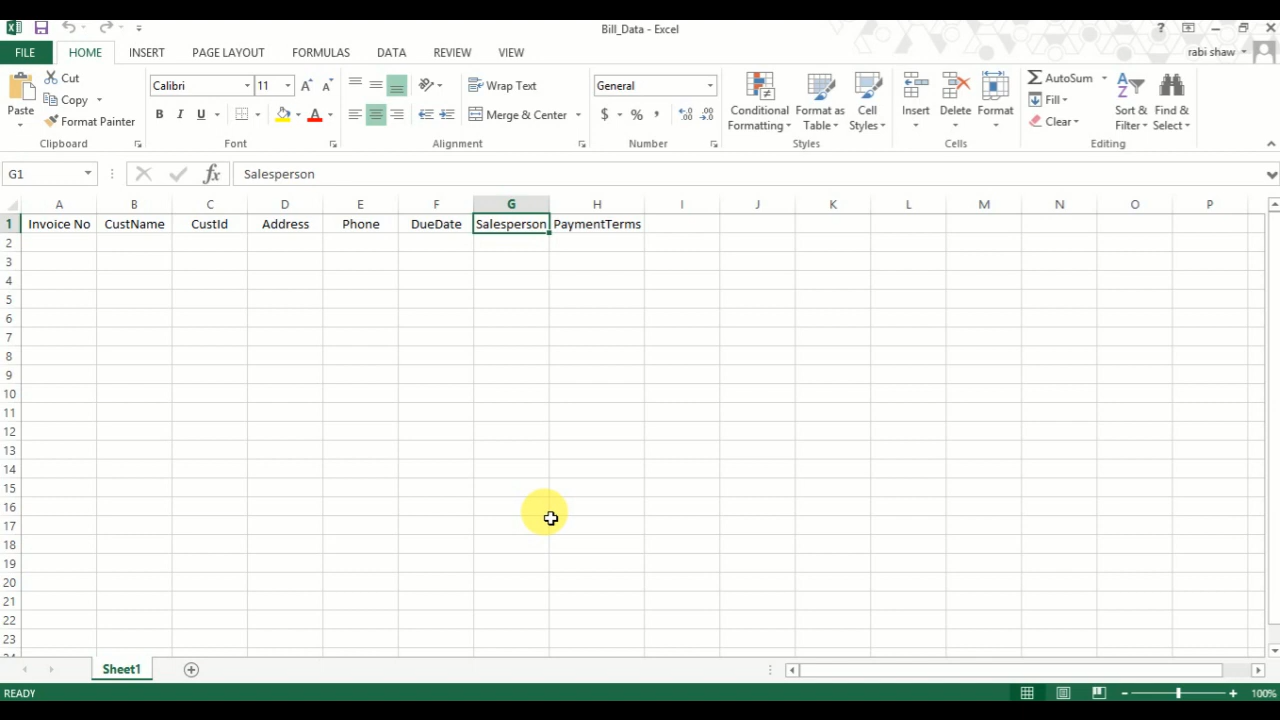 Bill_Data - Excel
?
FILE HOME INSERT PAGE LAYOUT FORMULAS DATA REVIEW VIEW rabi shaw
Paste
Cut
Copy
Format Painter
Clipboard
Calibri 11
B I U
Font
Wrap Text
Merge & Center
Alignment
General
$ % ,
Number
Conditional Formatting
Format as Table
Cell Styles
Styles
Insert Delete Format
Cells
AutoSum
Fill
Clear
Sort & Filter
Find & Select
Editing
G1 fx Salesperson
A B C D E F G H I J K L M N O P
1 Invoice No CustName CustId Address Phone DueDate Salesperson PaymentTerms
2
3
4
5
6
7
8
9
10
11
12
13
14
15
16
17
18
19
20
21
22
23
Sheet1
READY 100%